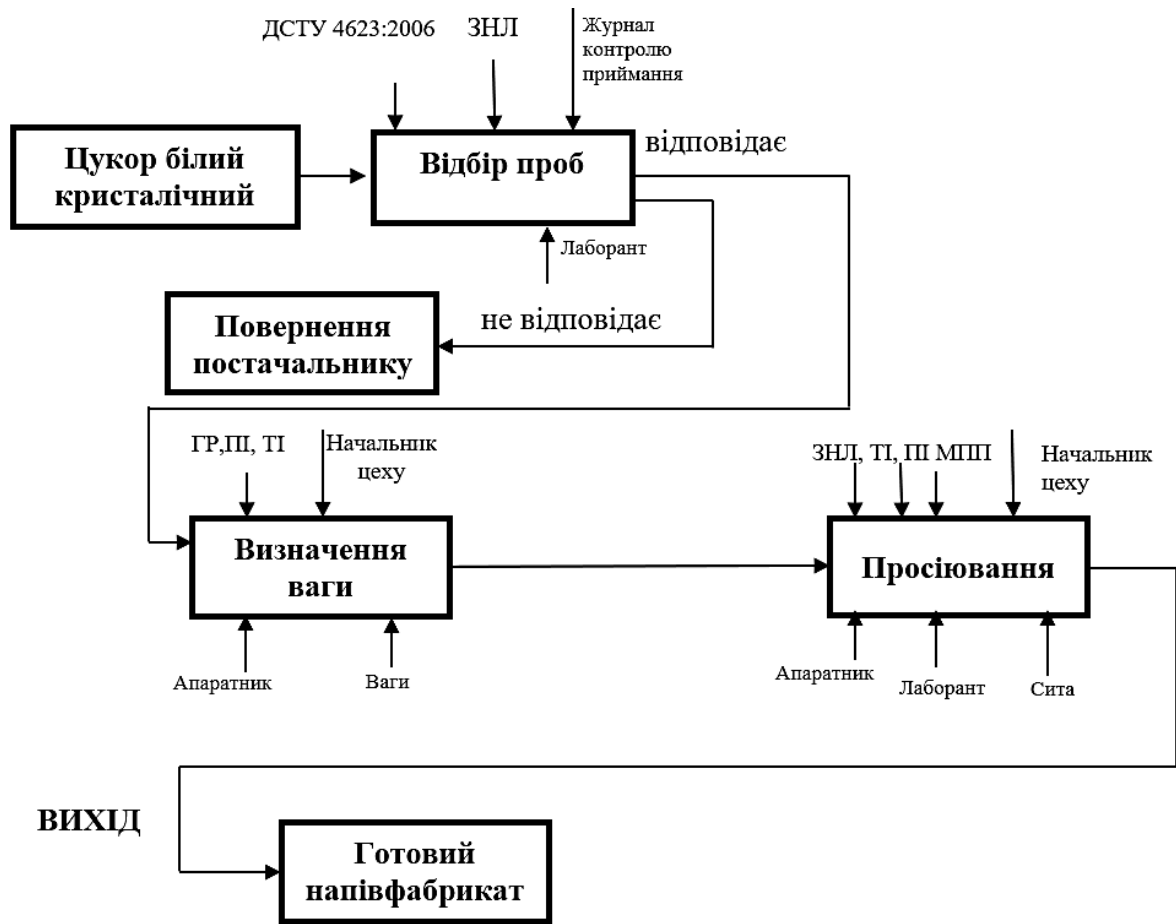 ДСТУ 4623:2006
ЗНЛ
Журнал
контролю
приймання
Цукор білий
кристалічний
Відбір проб
відповідає
Лаборант
Повернення
постачальнику
не відповідає
ГР,ПІ, ТІ
Начальник
цеху
ЗНЛ, ТІ, ПІ МПП
Начальник
цеху
Визначення
ваги
Просіювання
Апаратник
Ваги
Апаратник
Лаборант
Сита
ВИХІД
Готовий
напівфабрикат